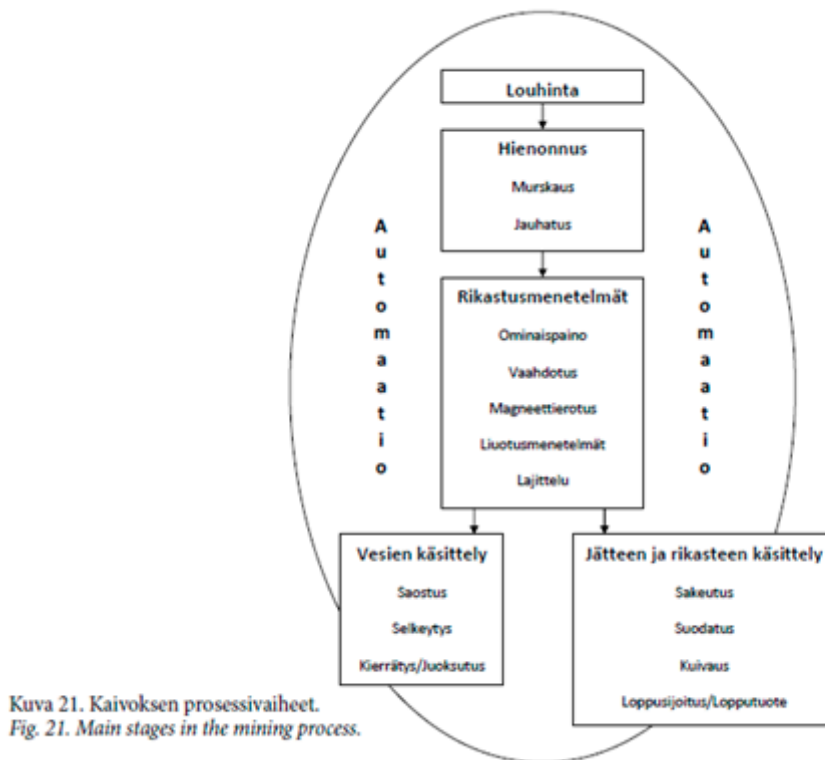 Louhinta
Hienonnus
Murskaus
Jauhatus
Automaatio
Automaatio
Rikastusmenetelmät
Ominaispaino
Vaahdotus
Magneettierotus
Liuotusmenetelmät
Lajittelu
Vesien käsittely
Saostus
Selkeytys
Kierrätys/Juoksutus
Jätteen ja rikasteen käsittely
Sakeutus
Suodatus
Kuivaus
Loppusijoitus/Lopputuote
Kuva 21. Kaivoksen prosessivaiheet.
Fig. 21. Main stages in the mining process.